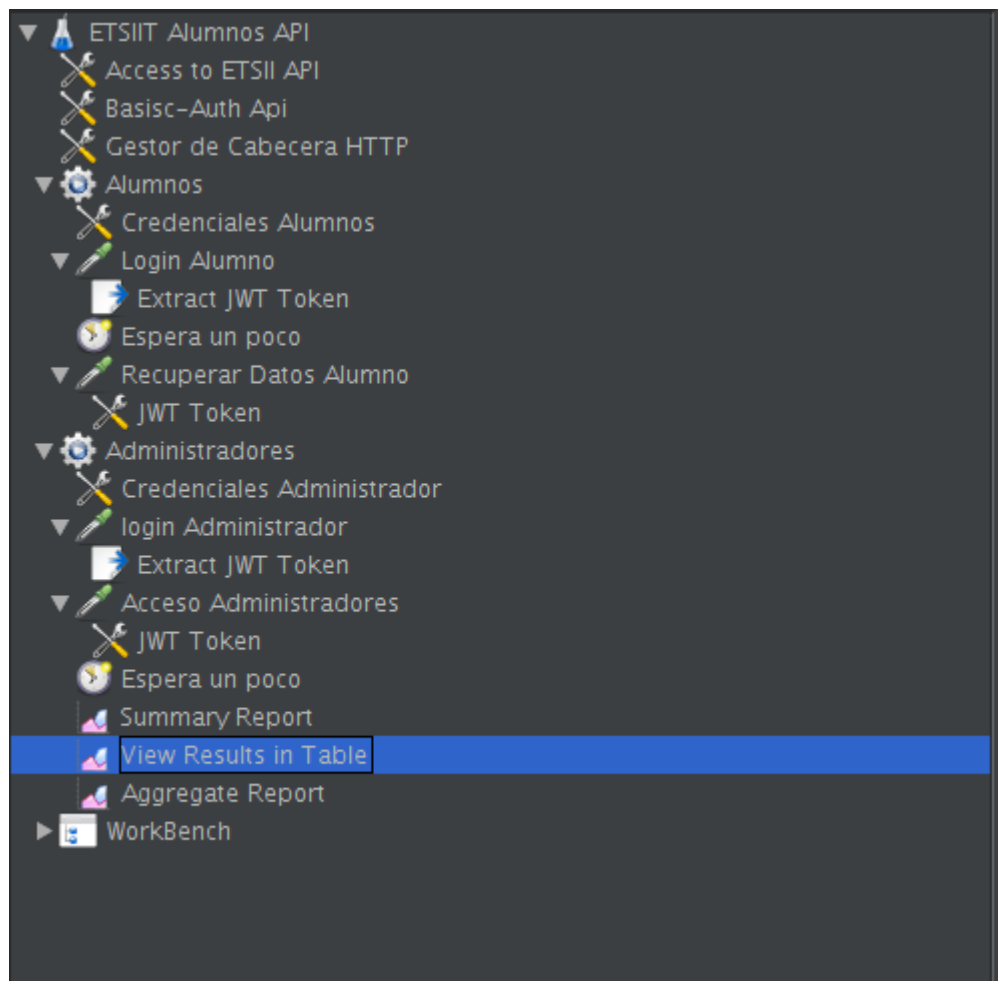 ETSIIT Alumnos API
Access to ETSII API
Basisc-Auth Api
Gestor de Cabecera HTTP
Alumnos
Credenciales Alumnos
Login Alumno
Extract JWT Token
Espera un poco
Recuperar Datos Alumno
JWT Token
Administradores
Credenciales Administrador
login Administrador
Extract JWT Token
Acceso Administradores
JWT Token
Espera un poco
Summary Report
View Results in Table
Aggregate Report
WorkBench